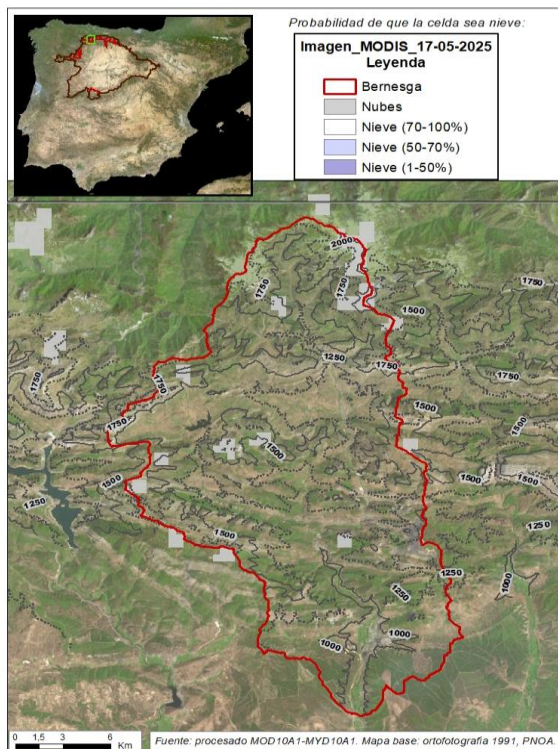 Probabilidad de que la celda sea nieve:
Imagen_MODIS_17-05-2025
Leyenda
Bernesga
Nubes
Nieve (70-100%)
Nieve (50-70%)
Nieve (1-50%)
2000
1750
1750
1750
1500
1250
1750
1750
1750
1750
1500
1750
1500
1500
1500
1500
1500
1250
1500
1250
1250
1250
1000
1000
1000
0 1,5 3 6
Km
Fuente: procesado MOD10A1-MYD10A1. Mapa base: ortofotografía 1991, PNOA.